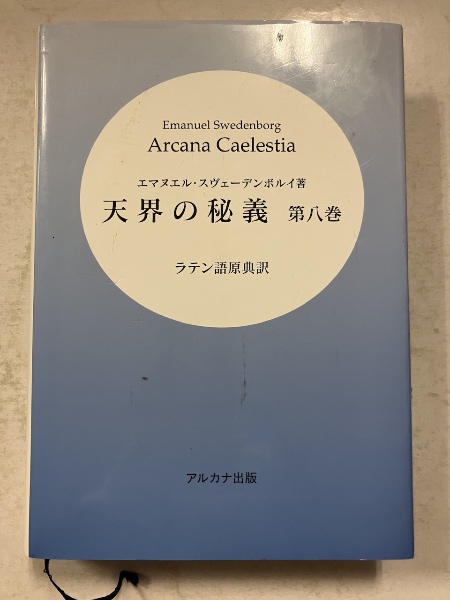 Emanuel Swedenborg
Arcana Caelestia
エマヌエル・スヴェーデンボルイ著
天界の秘義 第八巻
ラテン語原典訳
アルカナ出版